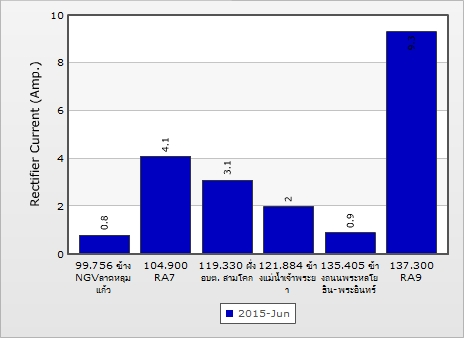 10
8
6
4
2
0
Rectifier Current (Amp.)
0.8
4.1
3.1
2
0.9
9.3
99.756 ข้าง
NGVลาดหลุม
แก้ว
104.900
RA7
119.330 ฝั่ง
อบต. สามโคก
121.884 ข้า
งแม่น้ำเจ้าพระย
า
135.405 ข้า
งถนนพระหลโย
ธิน-พระอินทร์
137.300
RA9
2015-Jun